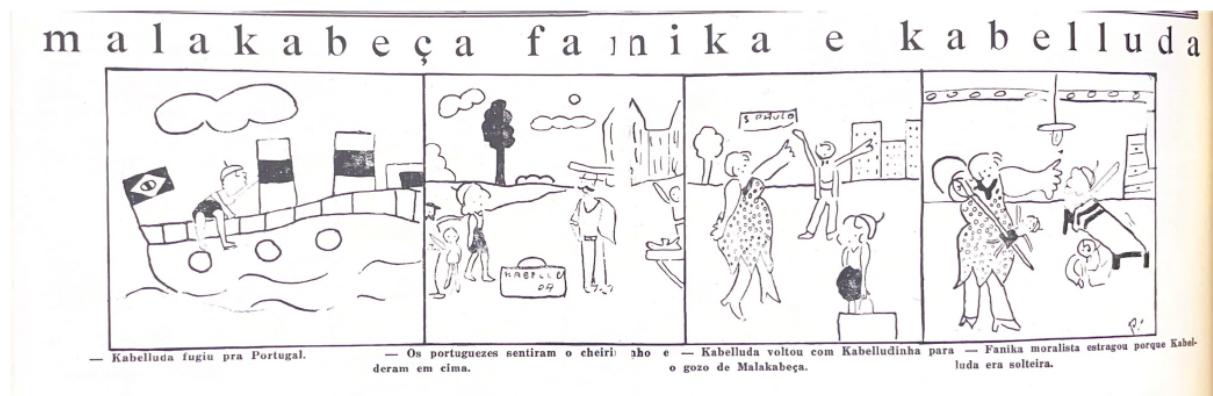 malakabeça fanika e kabelluda
KABELLU
DA
S PAULO
— Kabelluda fugiu pra Portugal.
— Os portuguezes sentiram o cheirinho e
deram em cima.
— Kabelluda voltou com Kabelludinha para
o gozo de Malakabeça.
— Fanika moralista estragou porque Kabel-
luda era solteira.